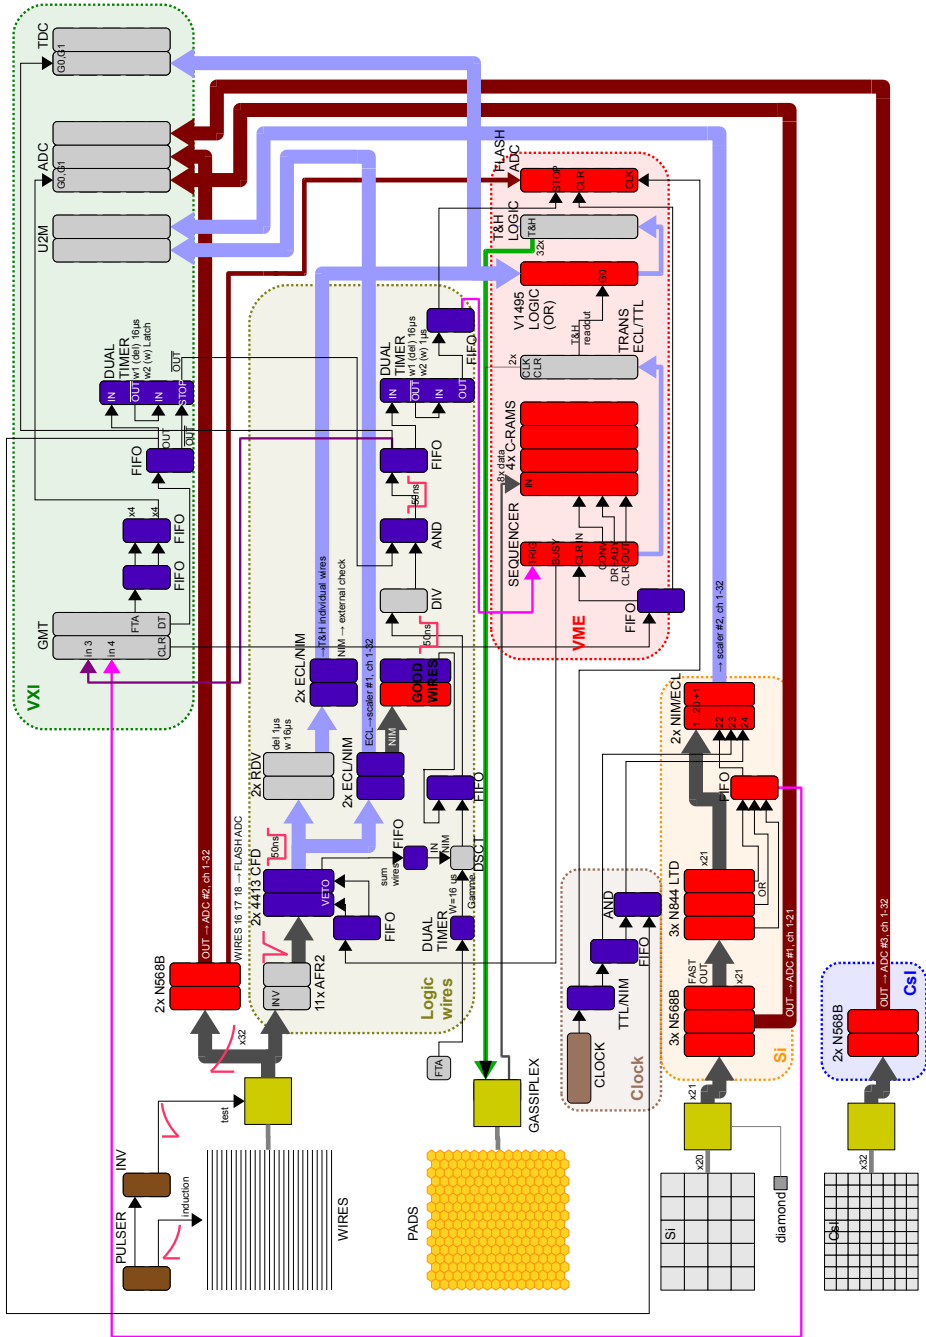 VXI
TDC
G0,G1
ADC
G0,G1
U2M
DUAL
TIMER
w1 (del) 16µs
w2 (w) Latch
IN
OUT
IN
STOP
OUT
FIFO
OUT
OUT
x4
x4
FIFO
FIFO
GMT
in 3
in 4
FTA
CLR
DT
FLASH
ADC
STOP
CLR
CLK
T&H
LOGIC
T&H
32x
V1495
LOGIC
(OR)
G0
T&H
readout
TRANS
ECL/TTL
2x
CLK
CLR
8x data
4x C-RAMS
IN
SEQUENCER
TRIG
BUSY
CLR IN
CONV
DREADY
CLR OUT
FIFO
VME
FIFO
DUAL
TIMER
w1 (del) 16µs
w2 (w) 1µs
IN
OUT
IN
OUT
FIFO
50ns
AND
DIV
50ns
2x ECL/NIM
→T&H individual wires
NIM → external check
GOOD
WIRES
ECL→scaler #1, ch 1-32
NIM
2x RDV
del 1µs
w 16µs
2x ECL/NIM
FIFO
50ns
2x 4413 CFD
VETO
FIFO
sum
wires
FIFO
IN
NIM
DSCT
W=16 us
Gamme
DUAL
TIMER
INV
11x AFR2
Logic
wires
FTA
2x N568B
OUT → ADC #2, ch 1-32
WIRES 16 17 18 → FLASH ADC
x32
test
INV
PULSER
induction
WIRES
GASSIPLEX
PADS
CLOCK
TTL/NIM
FIFO
AND
Clock
→ scaler #2, ch 1-32
2x NIM/ECL
1...20 +1
22
23
24
FIFO
x21
3x N844 LTD
OR
FAST
OUT
x21
3x N568B
OUT → ADC #1, ch 1-21
Si
x21
x20
Si
diamond
OUT → ADC #3, ch 1-32
CsI
2x N568B
x32
CsI